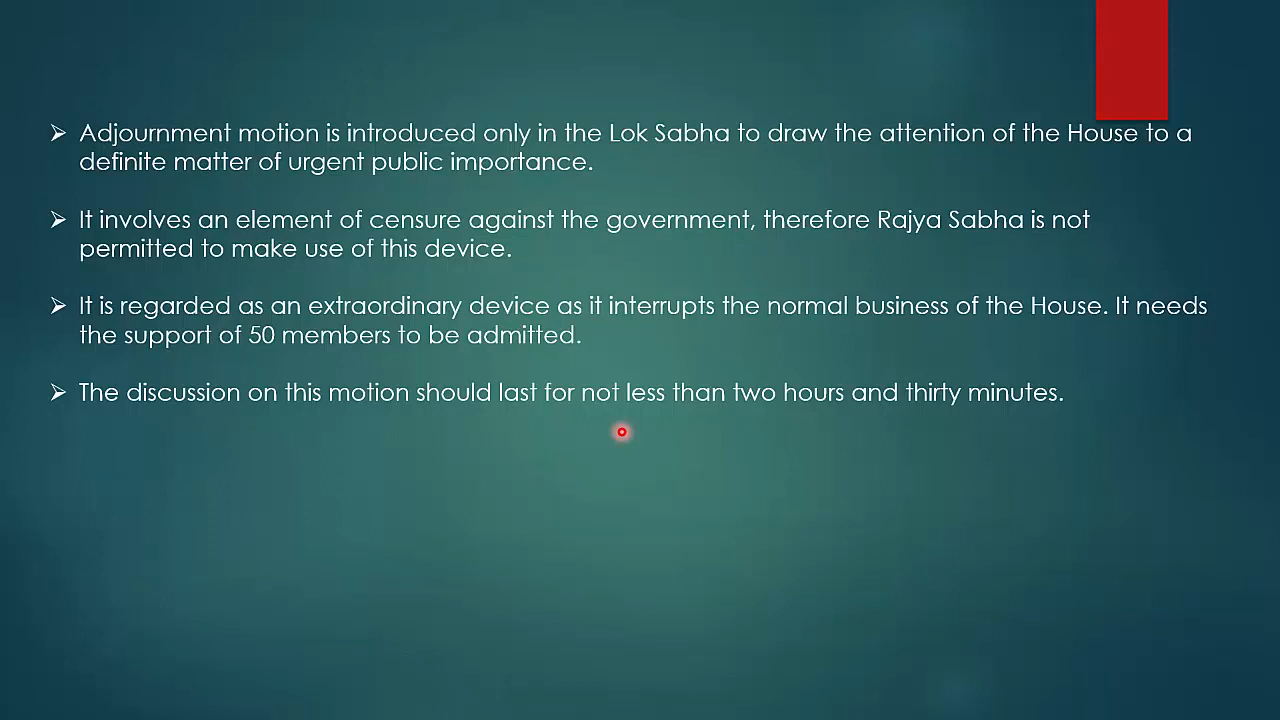 Adjournment motion is introduced only in the Lok Sabha to draw the attention of the House to a
definite matter of urgent public importance.
It involves an element of censure against the government, therefore Rajya Sabha is not
permitted to make use of this device.
It is regarded as an extraordinary device as it interrupts the normal business of the House. It needs
the support of 50 members to be admitted.
The discussion on this motion should last for not less than two hours and thirty minutes.